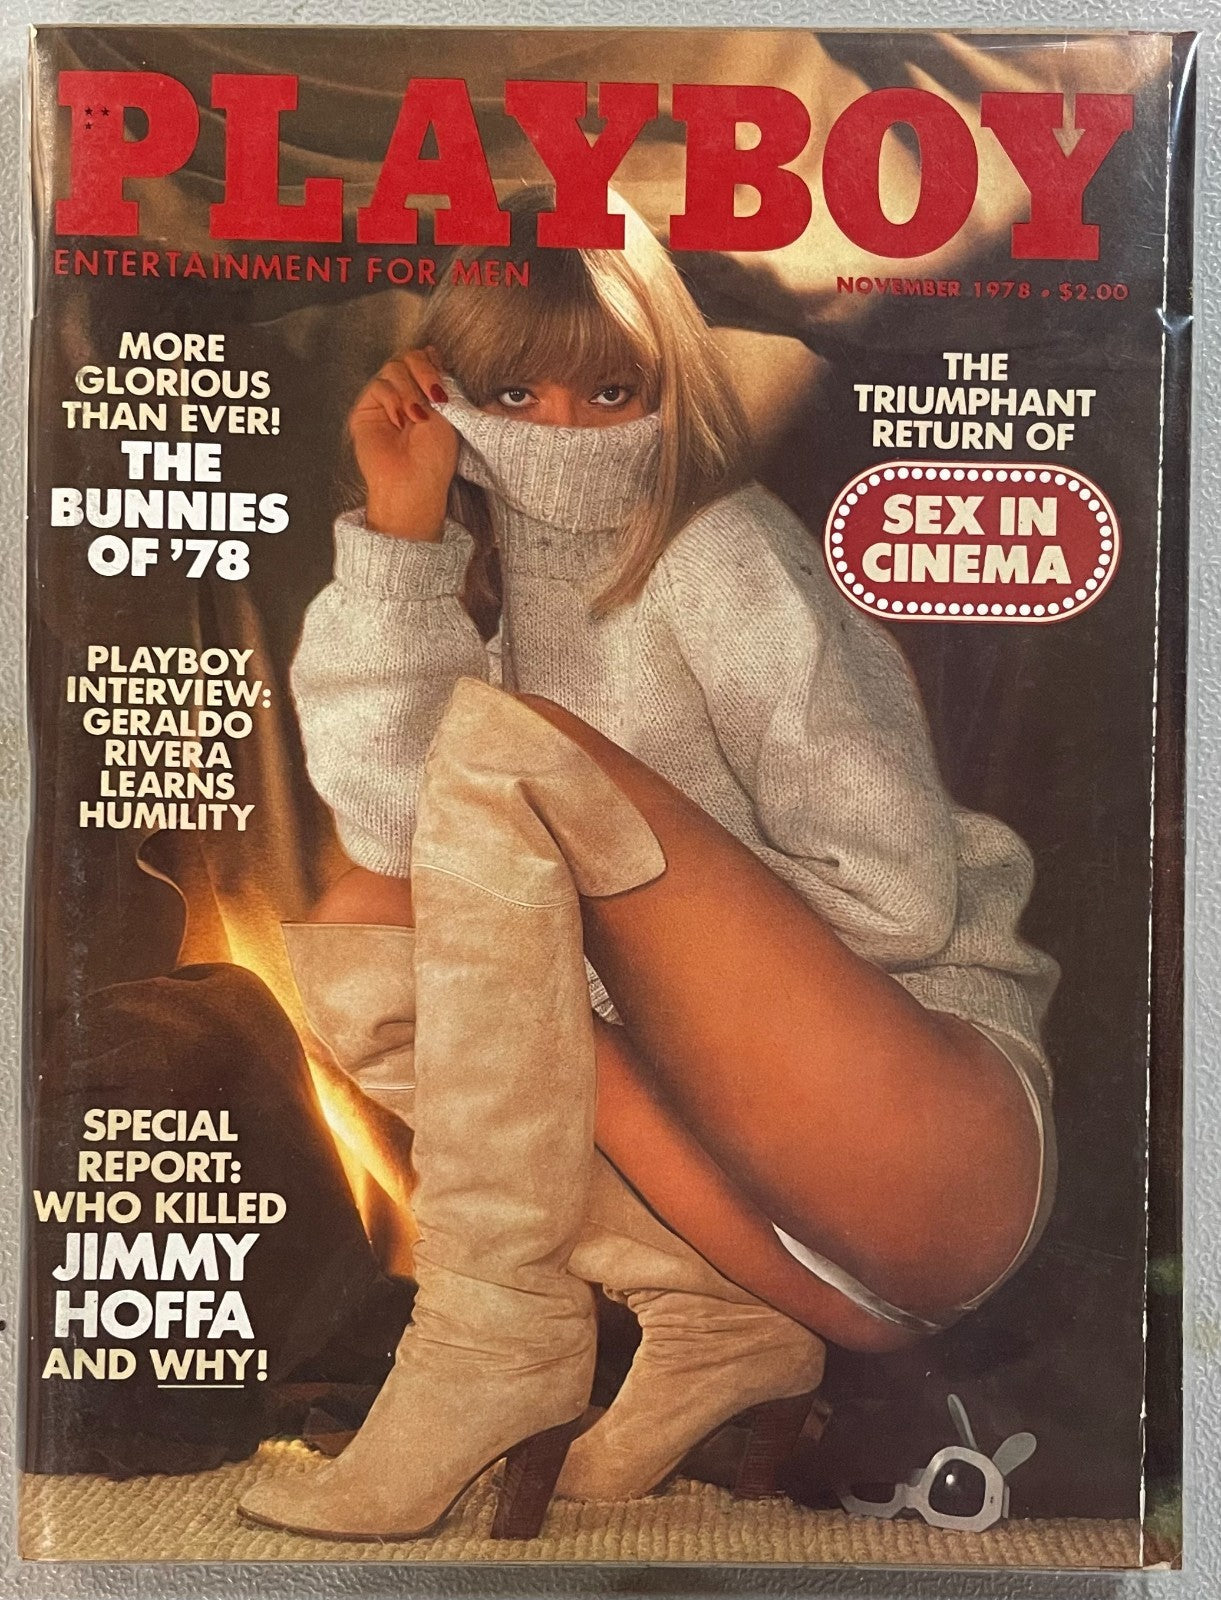 PLAYBOY
ENTERTAINMENT FOR MEN
NOVEMBER 1978 • $2.00
MORE
GLORIOUS
THAN EVER!
THE
BUNNIES
OF '78
THE
TRIUMPHANT
RETURN OF
SEX IN
CINEMA
PLAYBOY
INTERVIEW:
GERALDO
RIVERA
LEARNS
HUMILITY
SPECIAL
REPORT:
WHO KILLED
JIMMY
HOFFA
AND WHY!